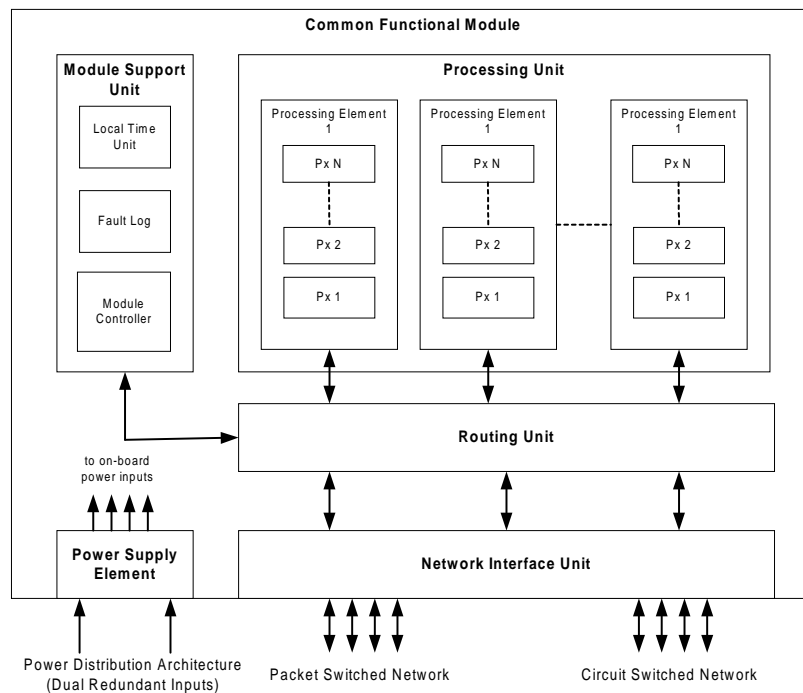 Common Functional Module
Module Support
Unit
Local Time
Unit
Fault Log
Module
Controller
Processing Unit
Processing Element
1
Px N
Px 2
Px 1
Processing Element
1
Px N
Px 2
Px 1
Processing Element
1
Px N
Px 2
Px 1
Routing Unit
to on-board
power inputs
Power Supply
Element
Network Interface Unit
Power Distribution Architecture
(Dual Redundant Inputs)
Packet Switched Network
Circuit Switched Network